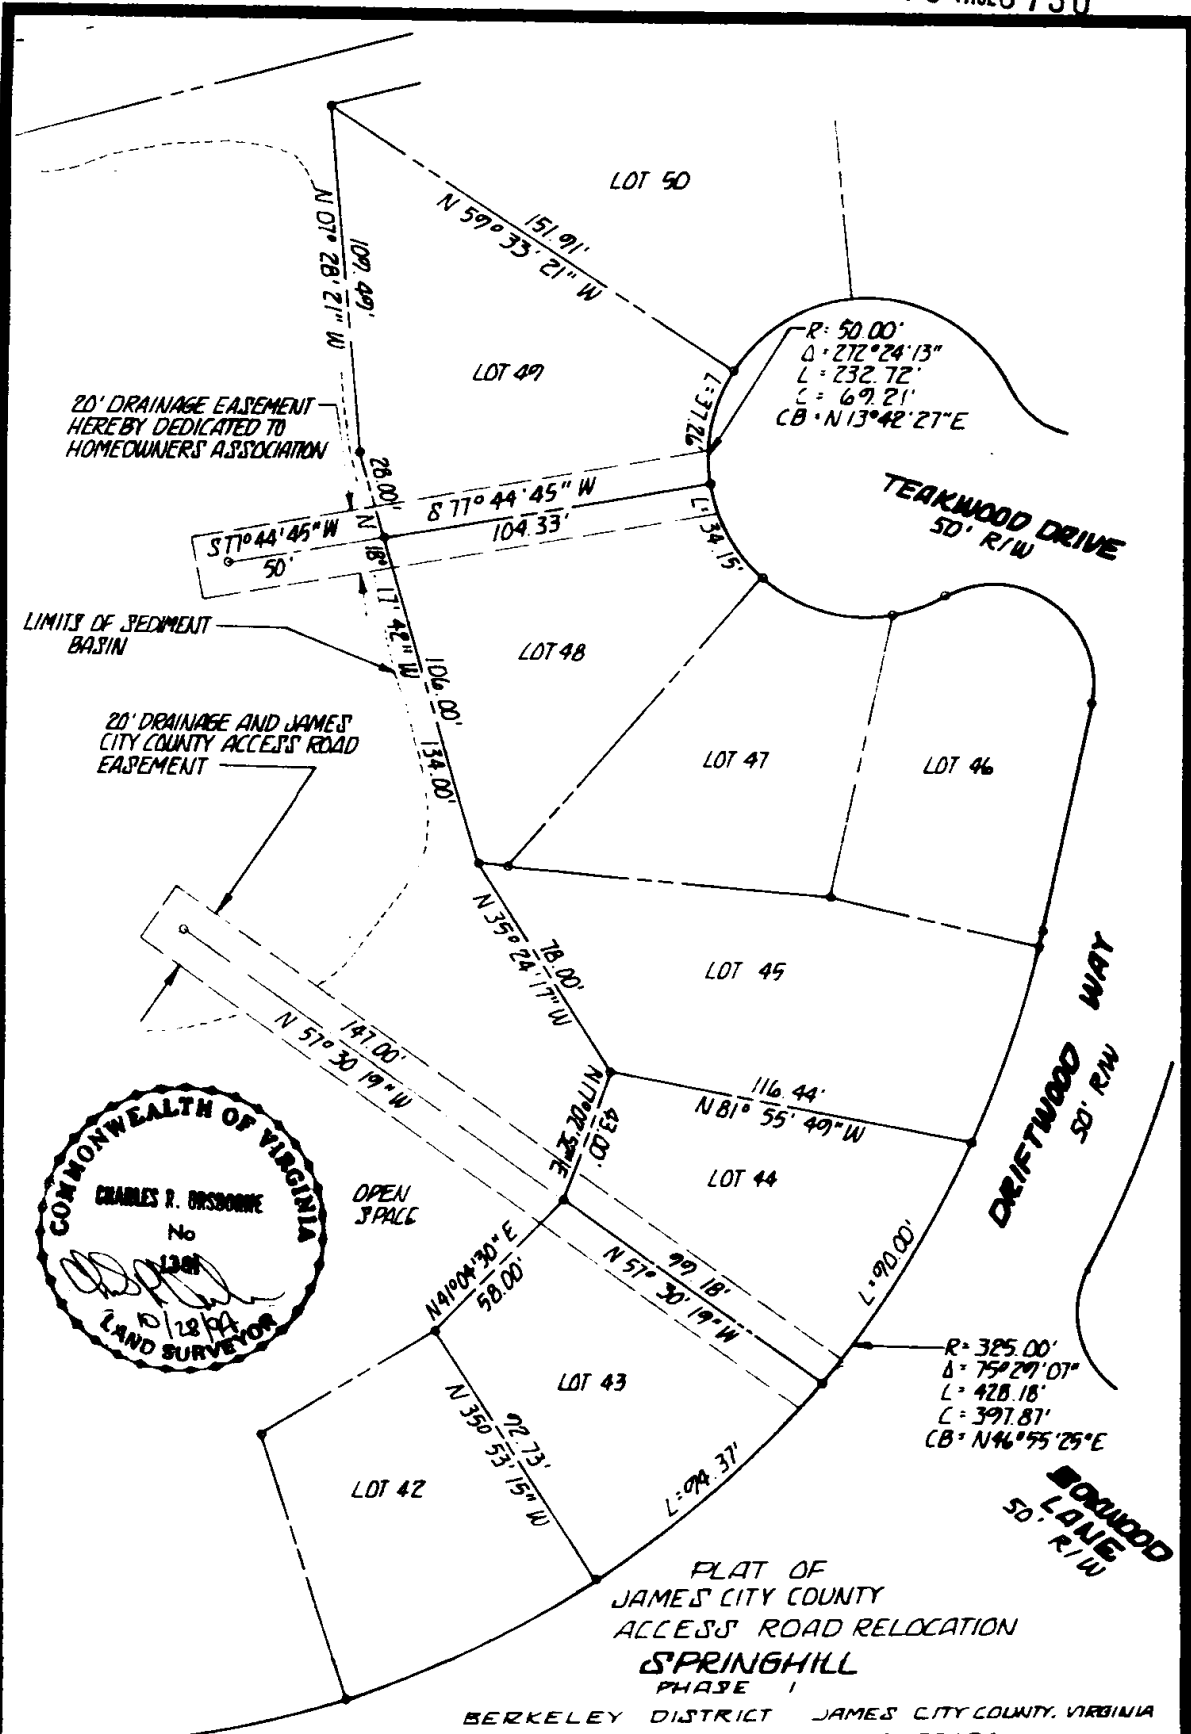 LOT 50
151.91'
N 59° 33' 21" W
N 07° 28' 21" W
109.49'
R = 50.00'
Δ = 272° 24' 13"
L = 232.72'
C = 69.21'
CB = N 13° 42' 27" E
LOT 49
L = 37.26'
20' DRAINAGE EASEMENT
HEREBY DEDICATED TO
HOMEOWNERS ASSOCIATION
28.00'
S 77° 44' 45" W
104.33'
TEAKWOOD DRIVE
50' R/W
S 77° 44' 45" W
50'
L = 34.15'
N 18° 17' 42" W
LIMITS OF SEDIMENT
BASIN
LOT 48
106.00'
134.00'
20' DRAINAGE AND JAMES
CITY COUNTY ACCESS ROAD
EASEMENT
LOT 47
LOT 46
N 35° 24' 17" W
78.00'
LOT 45
DRIFTWOOD WAY
50' R/W
147.00'
N 57° 30' 19" W
116.44'
N 81° 55' 49" W
43.00'
LOT 44
COMMONWEALTH OF VIRGINIA
CHARLES R. ORSBORNE
No
10/28/94
LAND SURVEYOR
OPEN
SPACE
N 41° 04' 30" E
58.00'
99.18'
N 57° 30' 19" W
L = 90.00'
R = 325.00'
Δ = 75° 29' 07"
L = 428.18'
C = 397.87'
CB = N 46° 55' 25" E
LOT 43
92.73'
N 350 53' 15" W
LOT 42
L = 94.37'
BOXWOOD
LANE
50' R/W
PLAT OF
JAMES CITY COUNTY
ACCESS ROAD RELOCATION
SPRINGHILL
PHASE 1
BERKELEY DISTRICT JAMES CITY COUNTY, VIRGINIA